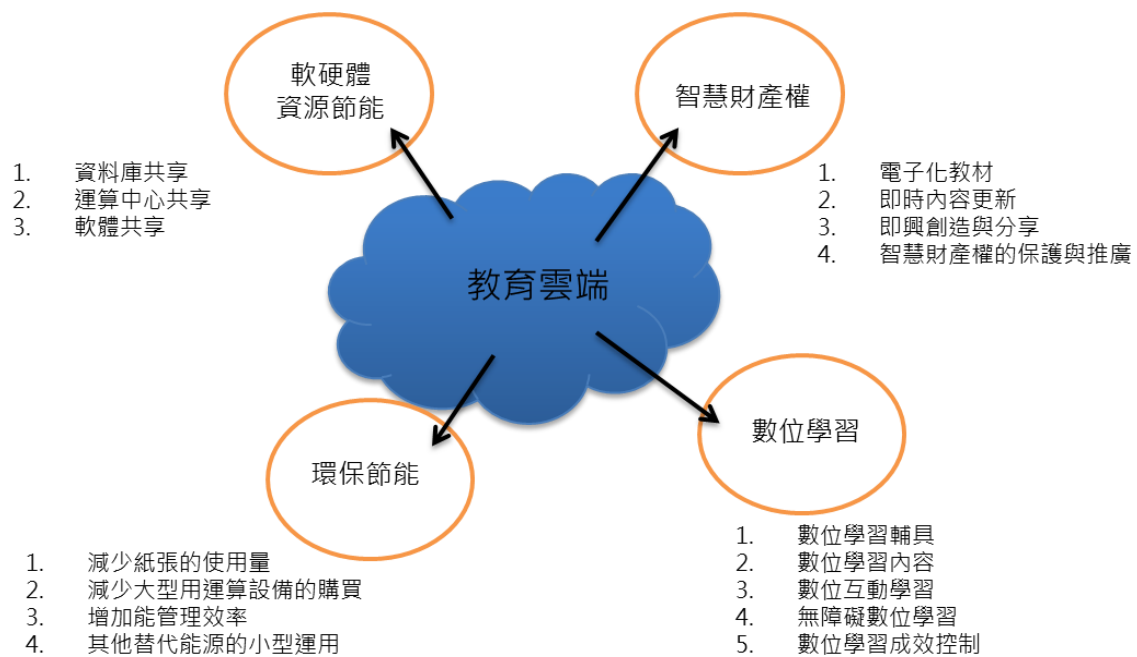 軟硬體
資源節能
智慧財產權
1. 資料庫共享
2. 運算中心共享
3. 軟體共享
1. 電子化教材
2. 即時內容更新
3. 即興創造與分享
4. 智慧財產權的保護與推廣
教育雲端
環保節能
數位學習
1. 減少紙張的使用量
2. 減少大型用運算設備的購買
3. 增加能管理效率
4. 其他替代能源的小型運用
1. 數位學習輔具
2. 數位學習內容
3. 數位互動學習
4. 無障礙數位學習
5. 數位學習成效控制